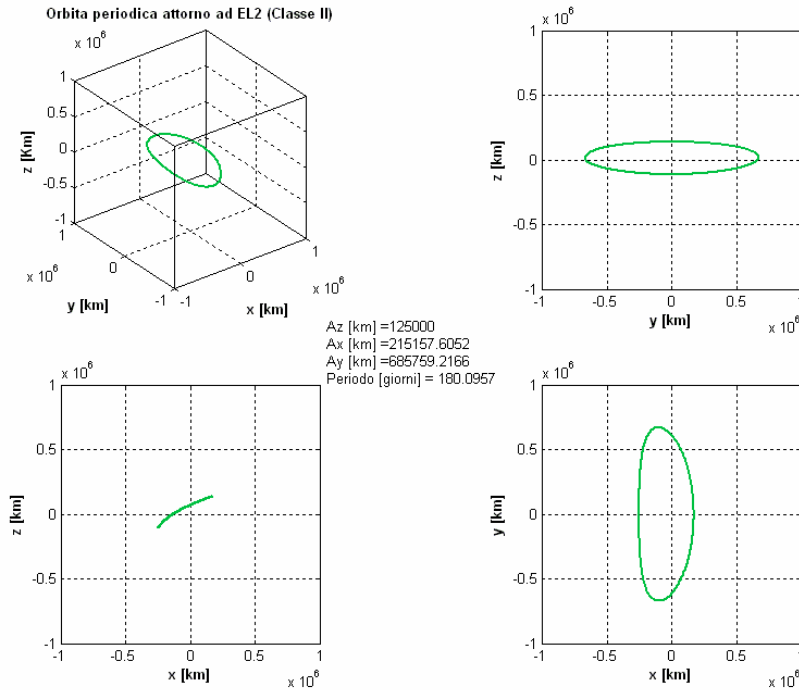 Orbita periodica attorno ad EL2 (Classe II)
x 10^6
1
0.5
0
-0.5
-1
z [Km]
1
0
-1
x 10^6
y [km]
-1
0
1
x 10^6
x [km]
x 10^6
1
0.5
0
-0.5
-1
z [km]
-1
-0.5
0
0.5
1
y [km]
x 10^6
Az [km] =125000
Ax [km] =215157.6052
Ay [km] =685759.2166
Periodo [giorni] = 180.0957
x 10^6
1
0.5
0
-0.5
-1
z [km]
-1
-0.5
0
0.5
1
x [km]
x 10^6
x 10^6
1
0.5
0
-0.5
-1
y [km]
-1
-0.5
0
0.5
1
x [km]
x 10^6